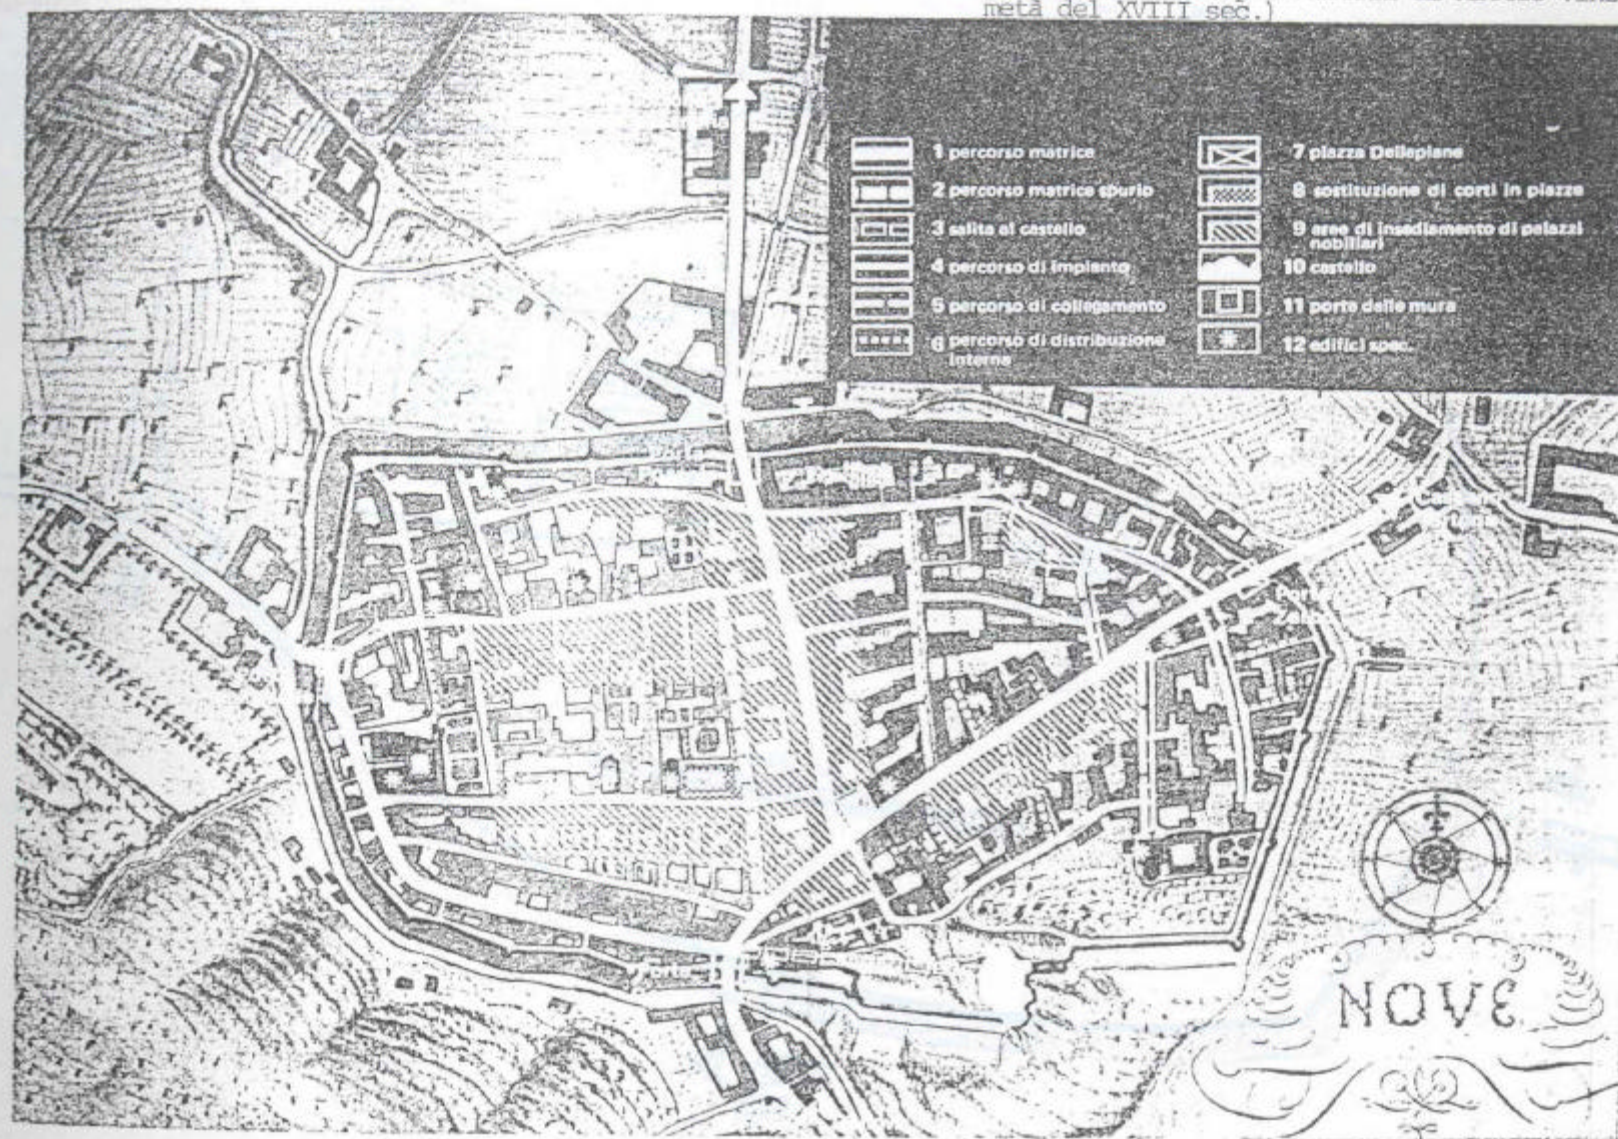 metà del XVIII sec.)
1 percorso matrice
2 percorso matrice spurio
3 salita al castello
4 percorso di impianto
5 percorso di collegamento
6 percorso di distribuzione
interna
7 piazza Dellepiane
8 sostituzione di corti in piazze
9 aree di insediamento di palazzi
nobiliari
10 castello
11 porte delle mura
12 edifici spec.
NOVE